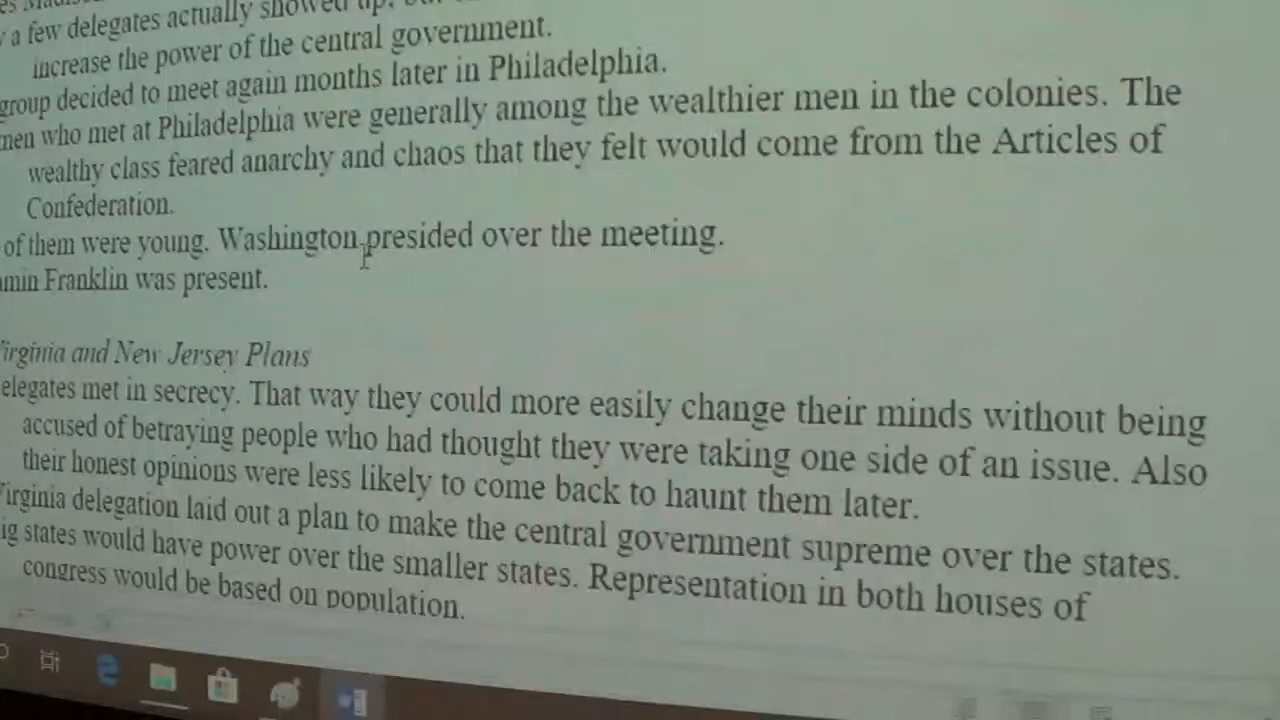 a few delegates actually showed up,
increase the power of the central government.
group decided to meet again months later in Philadelphia.
men who met at Philadelphia were generally among the wealthier men in the colonies. The
wealthy class feared anarchy and chaos that they felt would come from the Articles of
Confederation.
of them were young. Washington presided over the meeting.
min Franklin was present.
irginia and New Jersey Plans
elegates met in secrecy. That way they could more easily change their minds without being
accused of betraying people who had thought they were taking one side of an issue. Also
their honest opinions were less likely to come back to haunt them later.
irginia delegation laid out a plan to make the central government supreme over the states.
ig states would have power over the smaller states. Representation in both houses of
congress would be based on population.